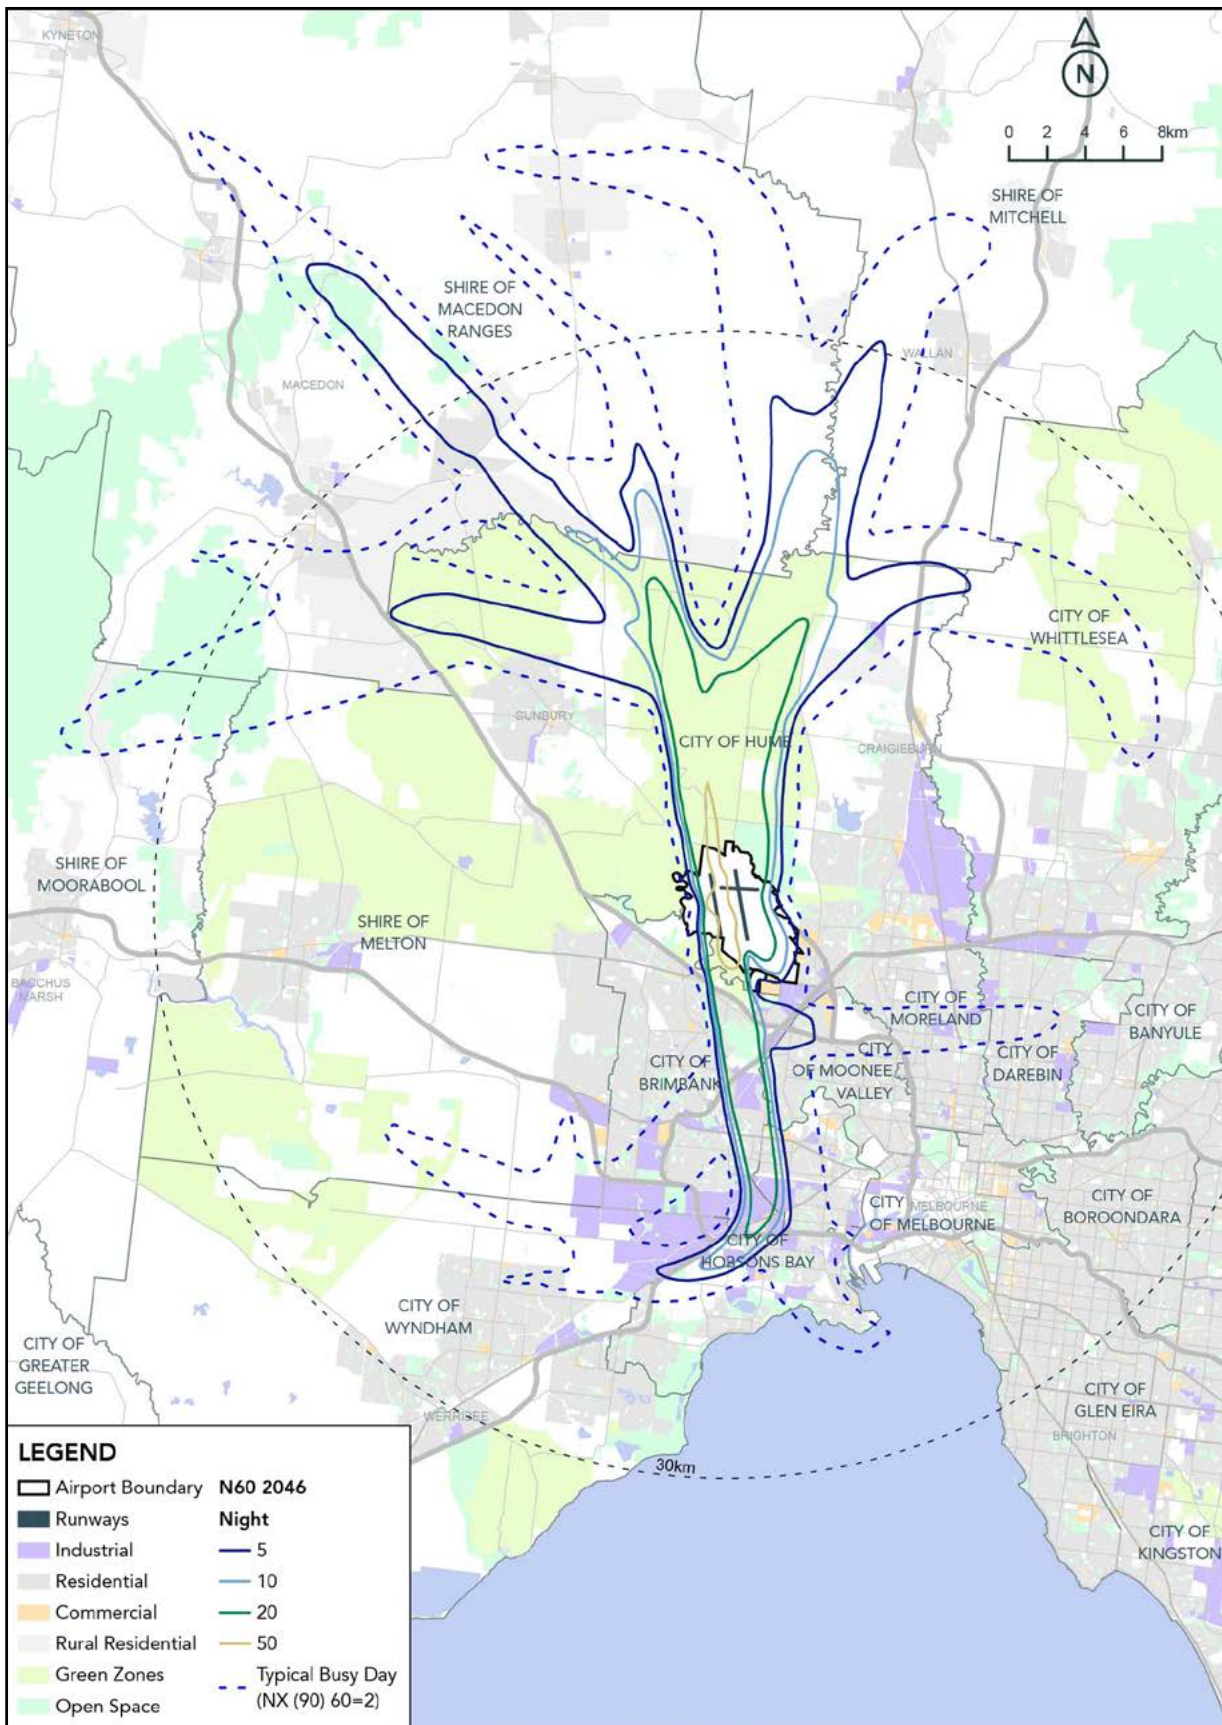 KYNETON
N
0 2 4 6 8km
SHIRE OF
MITCHELL
SHIRE OF
MACEDON
RANGES
WALLAN
MACEDON
CITY OF
WHITTLESEA
SUNBURY
CITY OF HUME
CRAIGIEBURN
SHIRE OF
MOORABOOL
SHIRE OF
MELTON
BACCHUS
MARSH
CITY OF
MORELAND
CITY OF
BANYULE
CITY OF
BRIMBANK
CITY
OF MOONEE
VALLEY
CITY OF
DAREBIN
CITY OF
BOROONDARA
CITY
OF MELBOURNE
MELBOURNE
CITY OF
HOBSONS BAY
CITY OF
WYNDHAM
CITY OF
GREATER
GEELONG
CITY OF
GLEN EIRA
WERRIBEE
BRIGHTON
30km
CITY OF
KINGSTON
LEGEND
Airport Boundary
Runways
Industrial
Residential
Commercial
Rural Residential
Green Zones
Open Space
N60 2046
Night
5
10
20
50
Typical Busy Day
(NX (90) 60=2)